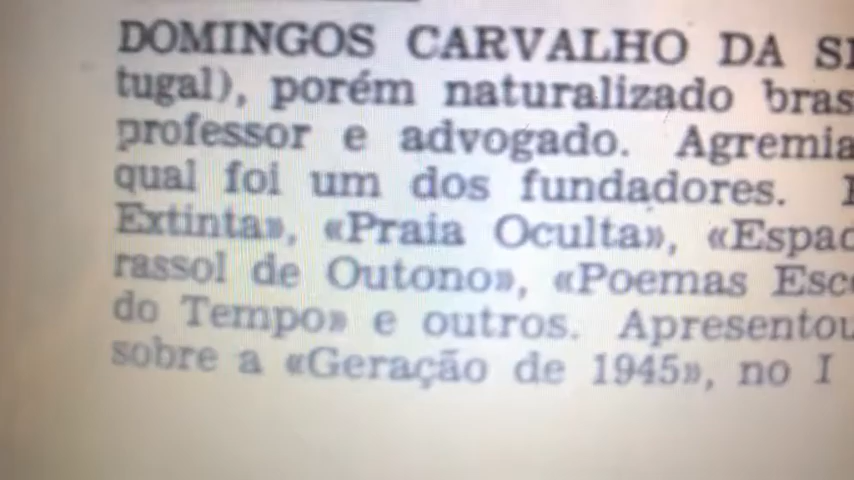 DOMINGOS CARVALHO DA
tugal), porém naturalizado bras
professor e advogado. Agremia
qual foi um dos fundadores.
Extinta», «Praia Oculta», «Espad
rassol de Outono», «Poemas Esc
do Tempo» e outros. Apresentou
sobre a «Geração de 1945», no I